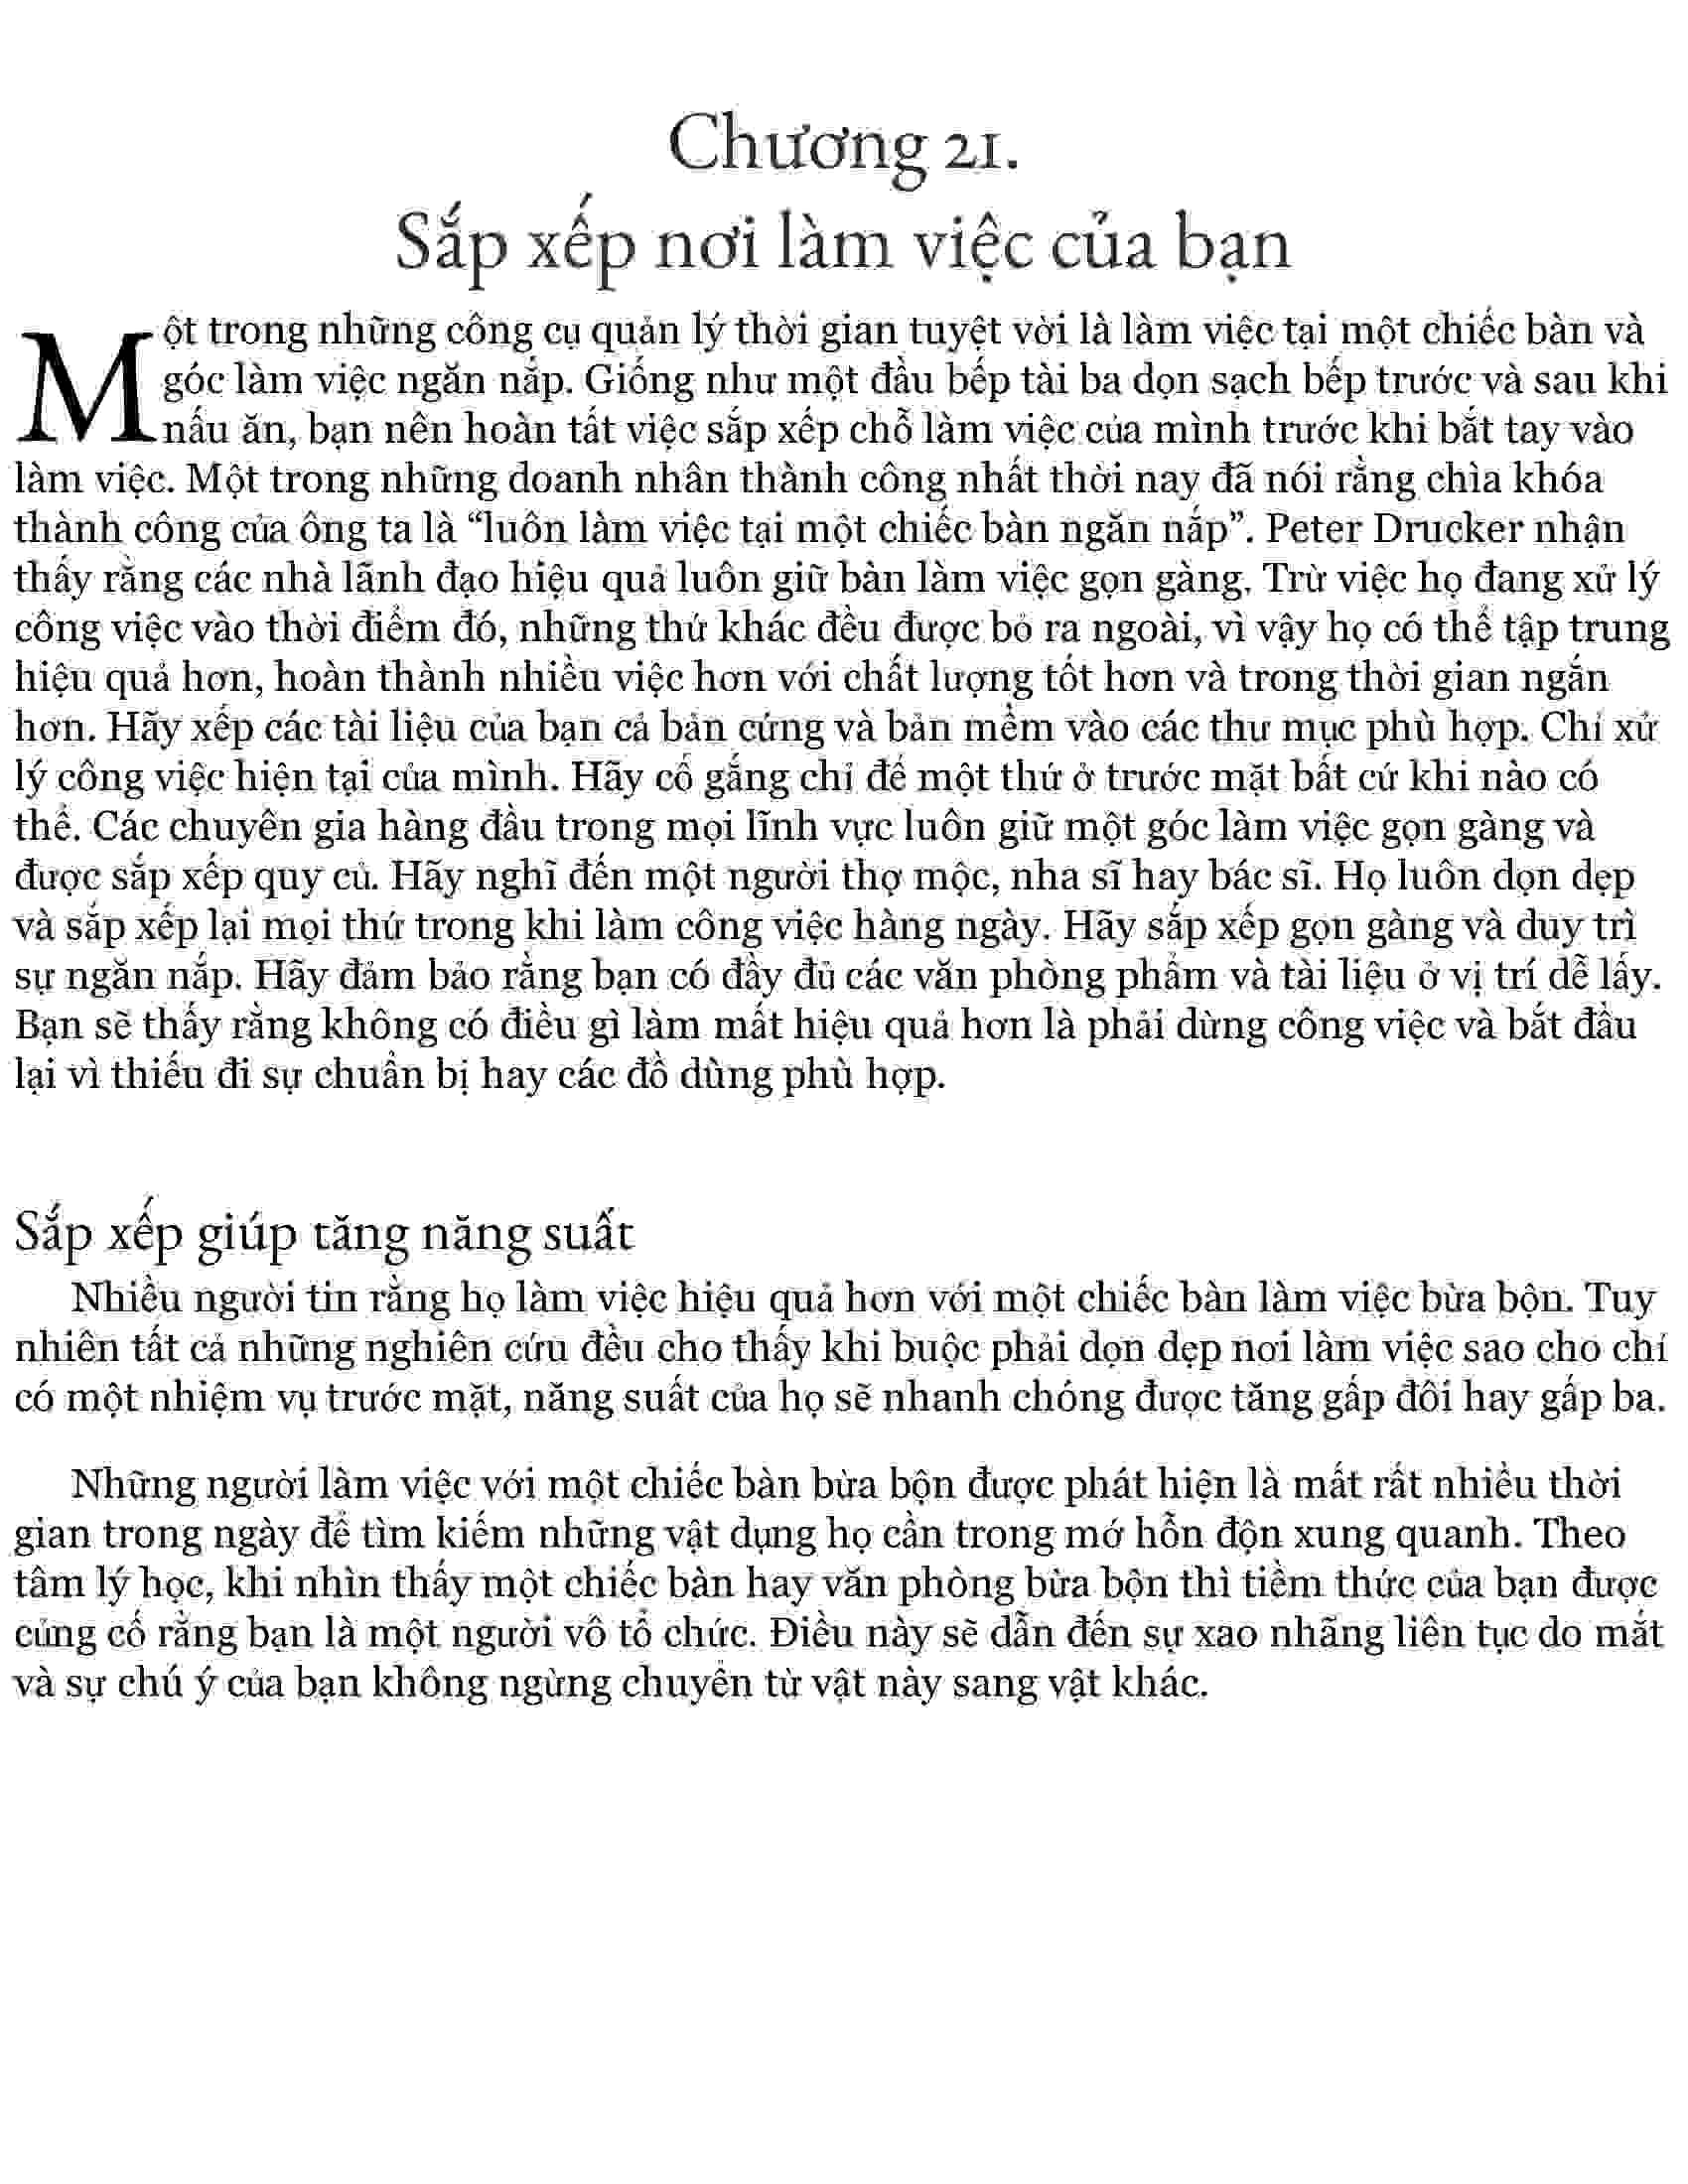 Chương 21.
Sắp xếp nơi làm việc của bạn
Một trong những công cụ quản lý thời gian tuyệt vời là làm việc tại một chiếc bàn và
góc làm việc ngăn nắp. Giống như một đầu bếp tài ba dọn sạch bếp trước và sau khi
nấu ăn, bạn nên hoàn tất việc sắp xếp chỗ làm việc của mình trước khi bắt tay vào
làm việc. Một trong những doanh nhân thành công nhất thời nay đã nói rằng chìa khóa
thành công của ông ta là “luôn làm việc tại một chiếc bàn ngăn nắp”. Peter Drucker nhận
thấy rằng các nhà lãnh đạo hiệu quả luôn giữ bàn làm việc gọn gàng. Trừ việc họ đang xử lý
công việc vào thời điểm đó, những thứ khác đều được bỏ ra ngoài, vì vậy họ có thể tập trung
hiệu quả hơn, hoàn thành nhiều việc hơn với chất lượng tốt hơn và trong thời gian ngắn
hơn. Hãy xếp các tài liệu của bạn cả bản cứng và bản mềm vào các thư mục phù hợp. Chỉ xử
lý công việc hiện tại của mình. Hãy cố gắng chỉ để một thứ ở trước mặt bất cứ khi nào có
thể. Các chuyên gia hàng đầu trong mọi lĩnh vực luôn giữ một góc làm việc gọn gàng và
được sắp xếp quy củ. Hãy nghĩ đến một người thợ mộc, nha sĩ hay bác sĩ. Họ luôn dọn dẹp
và sắp xếp lại mọi thứ trong khi làm công việc hàng ngày. Hãy sắp xếp gọn gàng và duy trì
sự ngăn nắp. Hãy đảm bảo rằng bạn có đầy đủ các văn phòng phẩm và tài liệu ở vị trí dễ lấy.
Bạn sẽ thấy rằng không có điều gì làm mất hiệu quả hơn là phải dừng công việc và bắt đầu
lại vì thiếu đi sự chuẩn bị hay các đồ dùng phù hợp.
Sắp xếp giúp tăng năng suất
Nhiều người tin rằng họ làm việc hiệu quả hơn với một chiếc bàn làm việc bừa bộn. Tuy
nhiên tất cả những nghiên cứu đều cho thấy khi buộc phải dọn dẹp nơi làm việc sao cho chỉ
có một nhiệm vụ trước mặt, năng suất của họ sẽ nhanh chóng được tăng gấp đôi hay gấp ba.
Những người làm việc với một chiếc bàn bừa bộn được phát hiện là mất rất nhiều thời
gian trong ngày để tìm kiếm những vật dụng họ cần trong mớ hỗn độn xung quanh. Theo
tâm lý học, khi nhìn thấy một chiếc bàn hay văn phòng bừa bộn thì tiềm thức của bạn được
củng cố rằng bạn là một người vô tổ chức. Điều này sẽ dẫn đến sự xao nhãng liên tục do mắt
và sự chú ý của bạn không ngừng chuyển từ vật này sang vật khác.